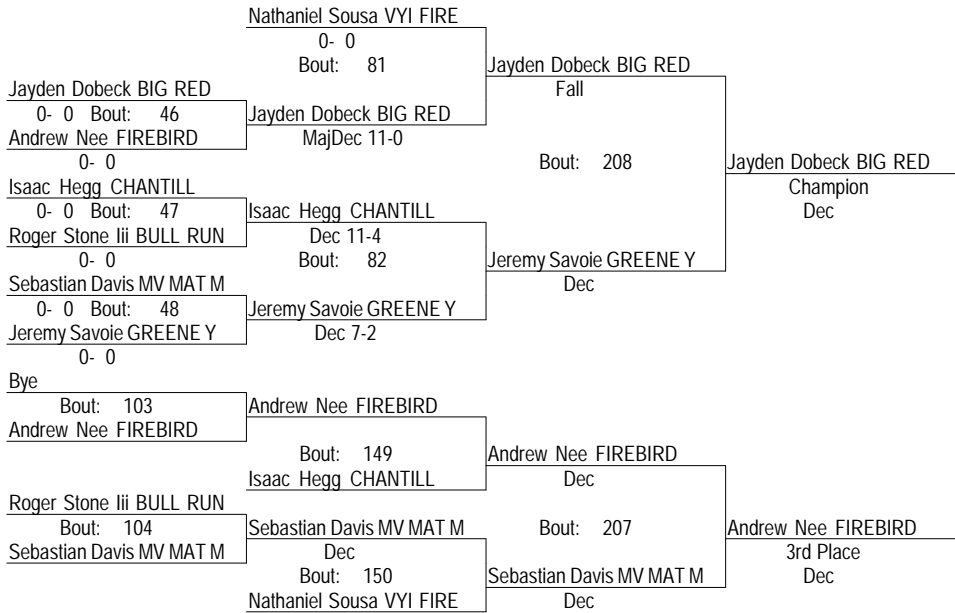 Nathaniel Sousa VYI FIRE
0- 0
Bout: 81
Jayden Dobeck BIG RED
Fall
Jayden Dobeck BIG RED
0- 0 Bout: 46
Jayden Dobeck BIG RED
Andrew Nee FIREBIRD
MajDec 11-0
0- 0
Bout: 208
Jayden Dobeck BIG RED
Isaac Hegg CHANTILL
Champion
0- 0 Bout: 47
Isaac Hegg CHANTILL
Dec
Roger Stone Iii BULL RUN
Dec 11-4
0- 0
Bout: 82
Jeremy Savoie GREENE Y
Sebastian Davis MV MAT M
Dec
0- 0 Bout: 48
Jeremy Savoie GREENE Y
Jeremy Savoie GREENE Y
Dec 7-2
0- 0
Bye
Bout: 103
Andrew Nee FIREBIRD
Andrew Nee FIREBIRD
Bout: 149
Andrew Nee FIREBIRD
Isaac Hegg CHANTILL
Dec
Roger Stone Iii BULL RUN
Bout: 104
Sebastian Davis MV MAT M
Bout: 207
Andrew Nee FIREBIRD
Sebastian Davis MV MAT M
Dec
3rd Place
Bout: 150
Sebastian Davis MV MAT M
Dec
Nathaniel Sousa VYI FIRE
Dec